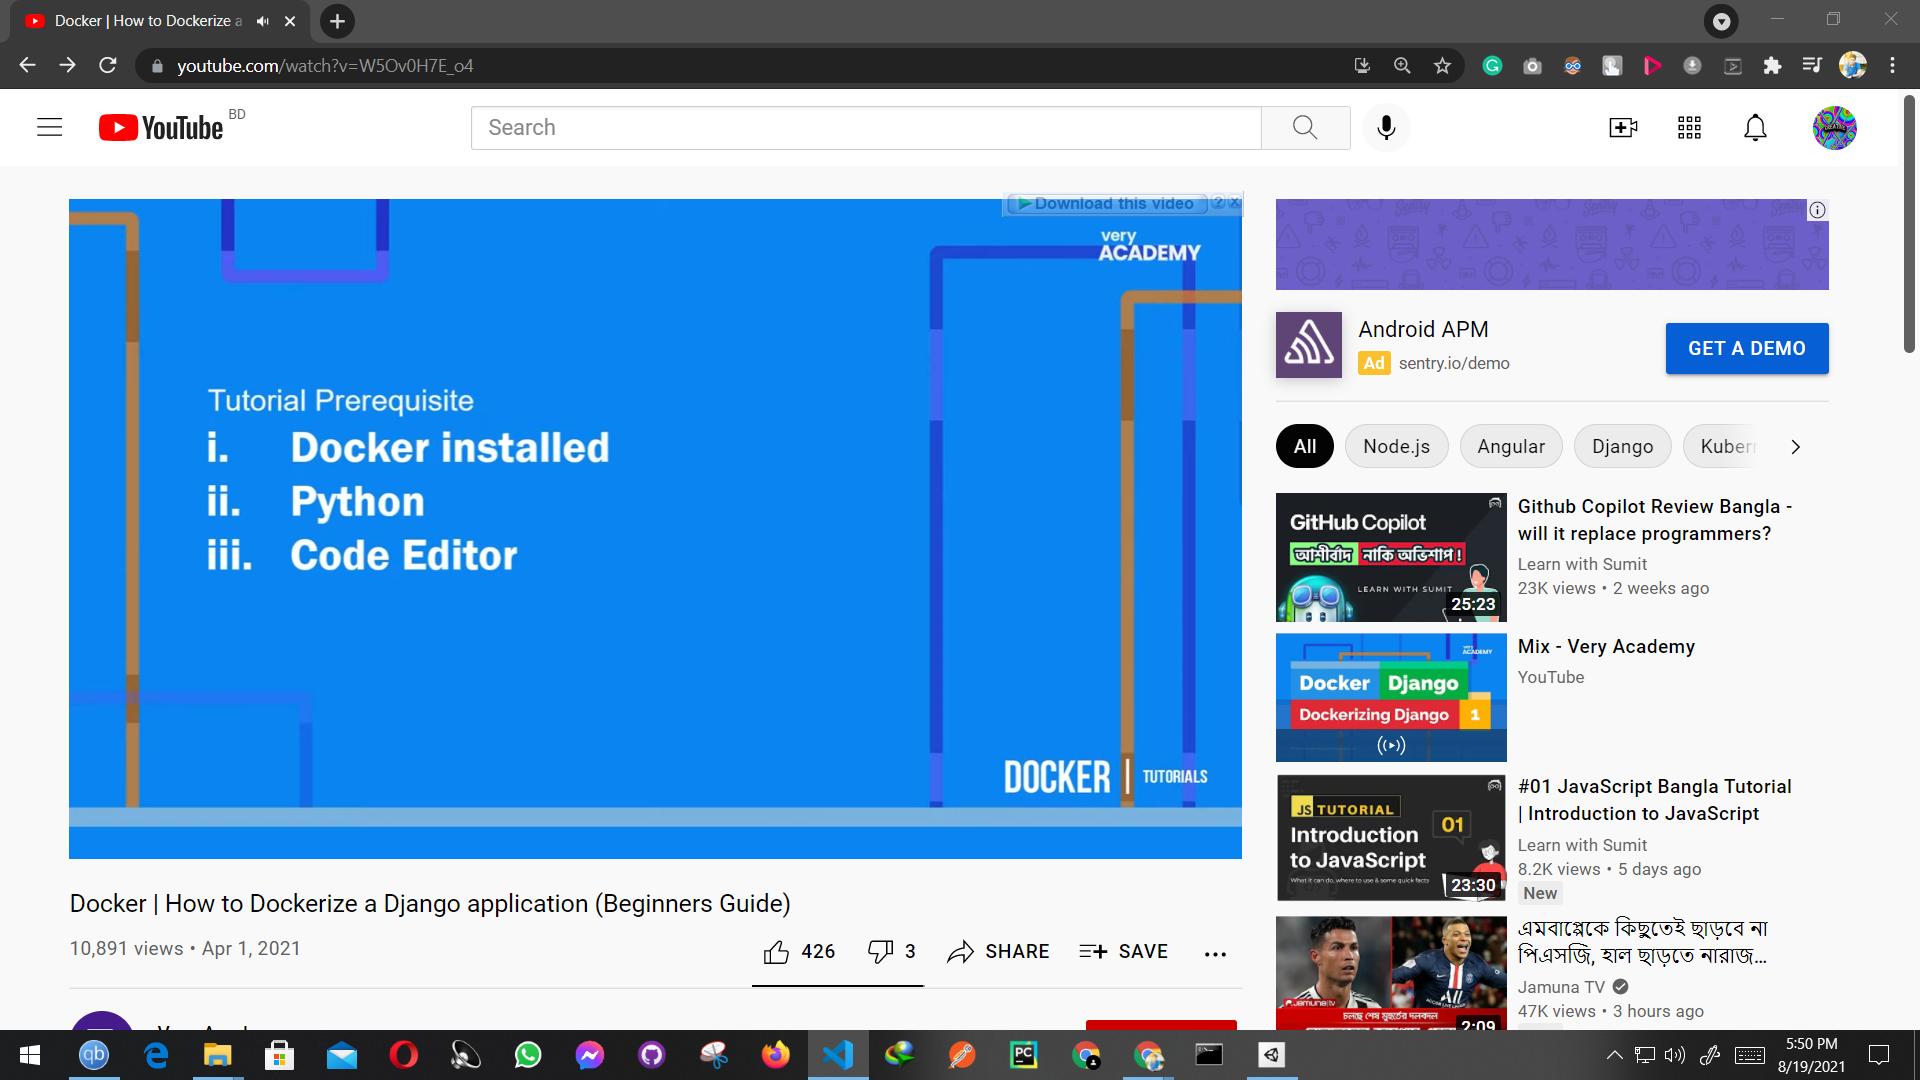 Docker | How to Dockerize a
youtube.com/watch?v=W5Ov0H7E_o4
YouTube BD
Search
Download this video
very
ACADEMY
Tutorial Prerequisite
i. Docker installed
ii. Python
iii. Code Editor
DOCKER | TUTORIALS
Docker | How to Dockerize a Django application (Beginners Guide)
10,891 views • Apr 1, 2021
426
3
SHARE
SAVE
Android APM
Ad sentry.io/demo
GET A DEMO
All
Node.js
Angular
Django
GitHub Copilot
আশীর্বাদ নাকি অভিশাপ !
LEARN WITH SUMIT
25:23
Github Copilot Review Bangla -
will it replace programmers?
Learn with Sumit
23K views • 2 weeks ago
ACADEMY
Docker Django
Dockerizing Django 1
Mix - Very Academy
YouTube
JS TUTORIAL
01
Introduction
to JavaScript
What it can do, where to use & some quick facts
23:30
#01 JavaScript Bangla Tutorial
| Introduction to JavaScript
Learn with Sumit
8.2K views • 5 days ago
New
Jamuna tv
চলছে শেষ মুহূর্তের দলবদল
2:09
এমবাপ্পেকে কিছুতেই ছাড়বে না
পিএসজি, হাল ছাড়তে নারাজ...
Jamuna TV
47K views • 3 hours ago
qb
PC
5:50 PM
8/19/2021